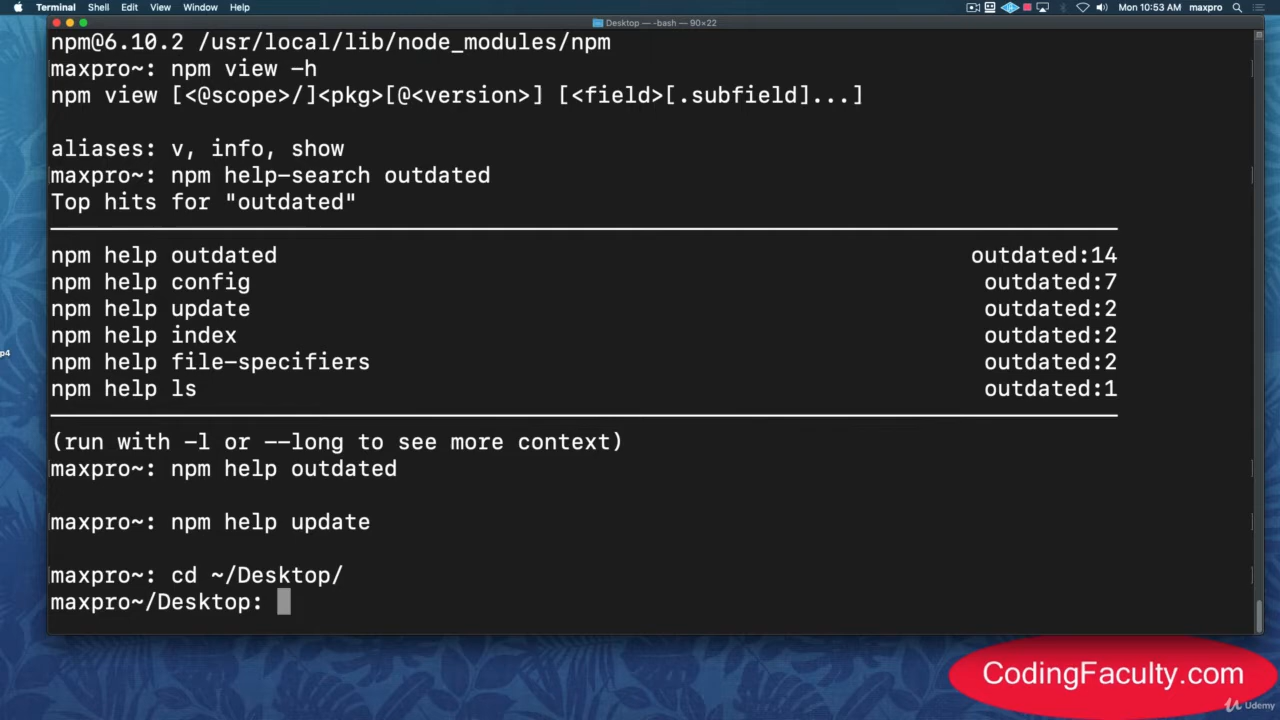 Terminal Shell Edit View Window Help Mon 10:53 AM maxpro
Desktop — -bash — 90×22
npm@6.10.2 /usr/local/lib/node_modules/npm
maxpro~: npm view -h
npm view [<@scope>/]<pkg>[@<version>] [<field>[.subfield]...]
aliases: v, info, show
maxpro~: npm help-search outdated
Top hits for "outdated"
npm help outdated outdated:14
npm help config outdated:7
npm help update outdated:2
npm help index outdated:2
p4
npm help file-specifiers outdated:2
npm help ls outdated:1
(run with -l or --long to see more context)
maxpro~: npm help outdated
maxpro~: npm help update
maxpro~: cd ~/Desktop/
maxpro~/Desktop:
CodingFaculty.com
Udemy